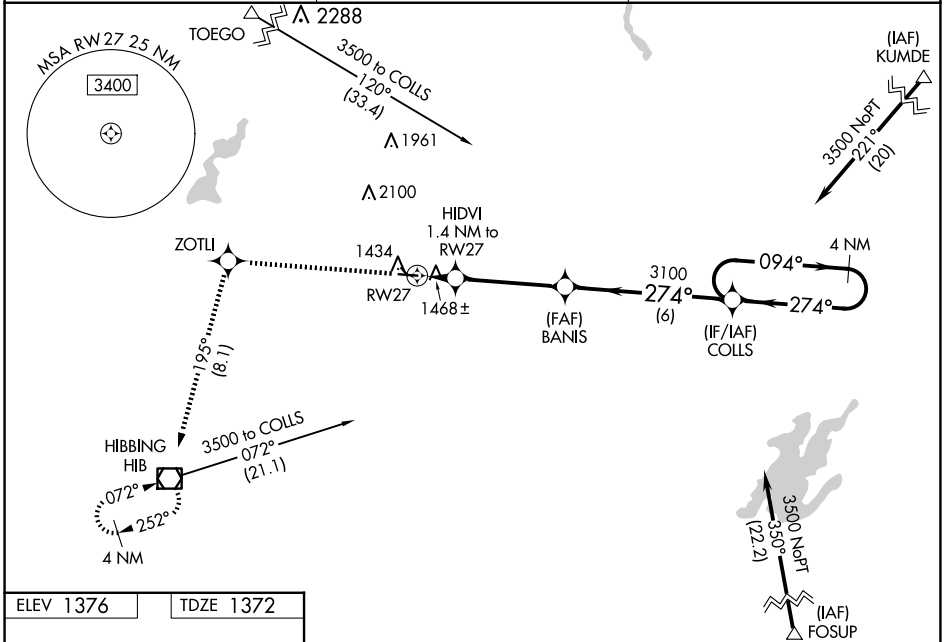 TOEGO
2288
3500 to COLLS
120°
(33.4)
(IAF)
KUMDE
3500 NoPT
221°
(20)
MSA RW27 25 NM
3400
1961
2100
HIDVI
1.4 NM to
RW27
ZOTLI
1434
RW27
1468±
(FAF)
BANIS
3100
274°
(6)
094°
4 NM
274°
(IF/IAF)
COLLS
195°
(8.1)
HIBBING
HIB
3500 to COLLS
072°
(21.1)
072°
252°
4 NM
3500 NoPT
350°
(22.2)
(IAF)
FOSUP
ELEV 1376
TDZE 1372